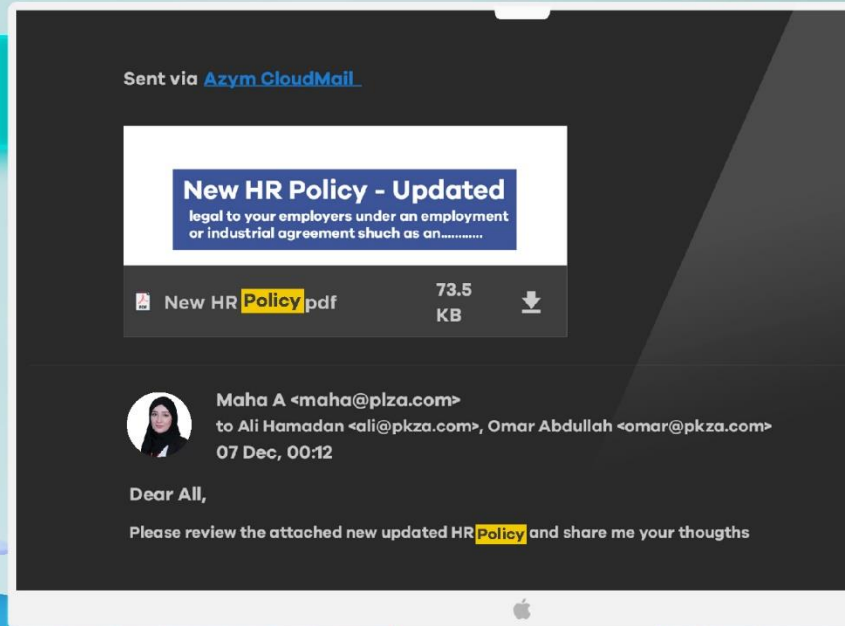 Sent via Azym CloudMail
New HR Policy - Updated
legal to your employers under an employment
or industrial agreement shuch as an............
New HR Policy pdf
73.5
KB
Maha A <maha@plza.com>
to Ali Hamadan <ali@pkza.com>, Omar Abdullah <omar@pkza.com>
07 Dec, 00:12
Dear All,
Please review the attached new updated HR Policy and share me your thougths